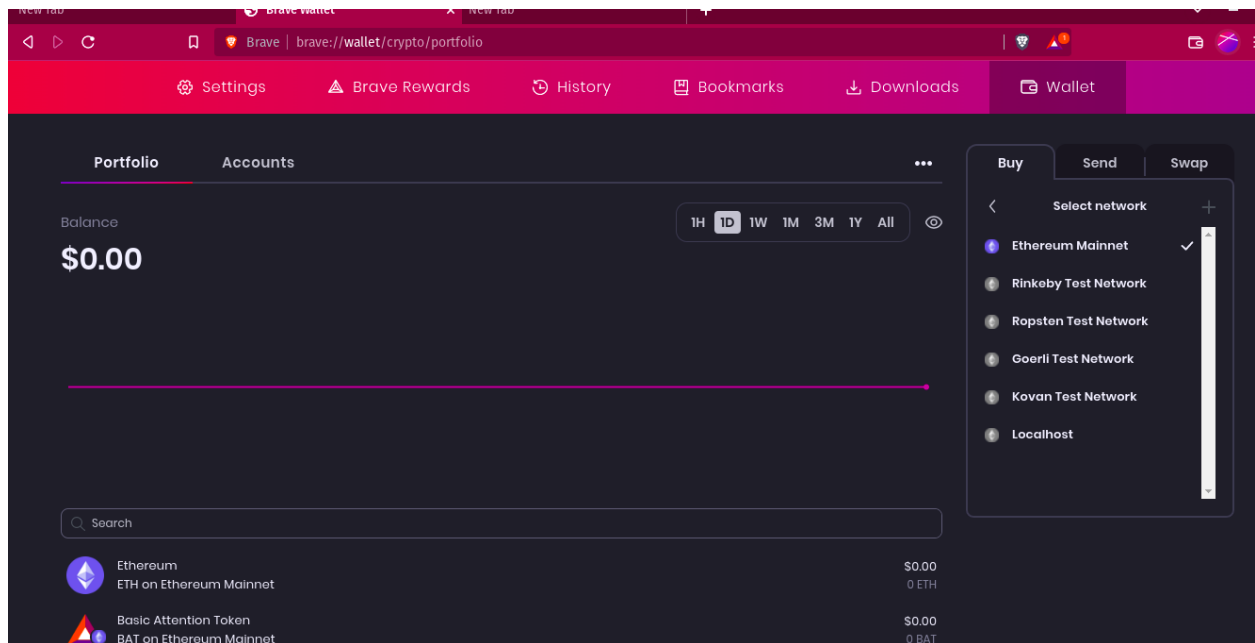 New Tab Brave Wallet x New Tab +
Brave brave://wallet/crypto/portfolio 1
Settings Brave Rewards History Bookmarks Downloads Wallet
Portfolio Accounts •••
Balance
$0.00
1H 1D 1W 1M 3M 1Y All
Search
Ethereum $0.00
ETH on Ethereum Mainnet 0 ETH
Basic Attention Token $0.00
BAT on Ethereum Mainnet 0 BAT
Buy Send Swap
Select network
Ethereum Mainnet
Rinkeby Test Network
Ropsten Test Network
Goerli Test Network
Kovan Test Network
Localhost